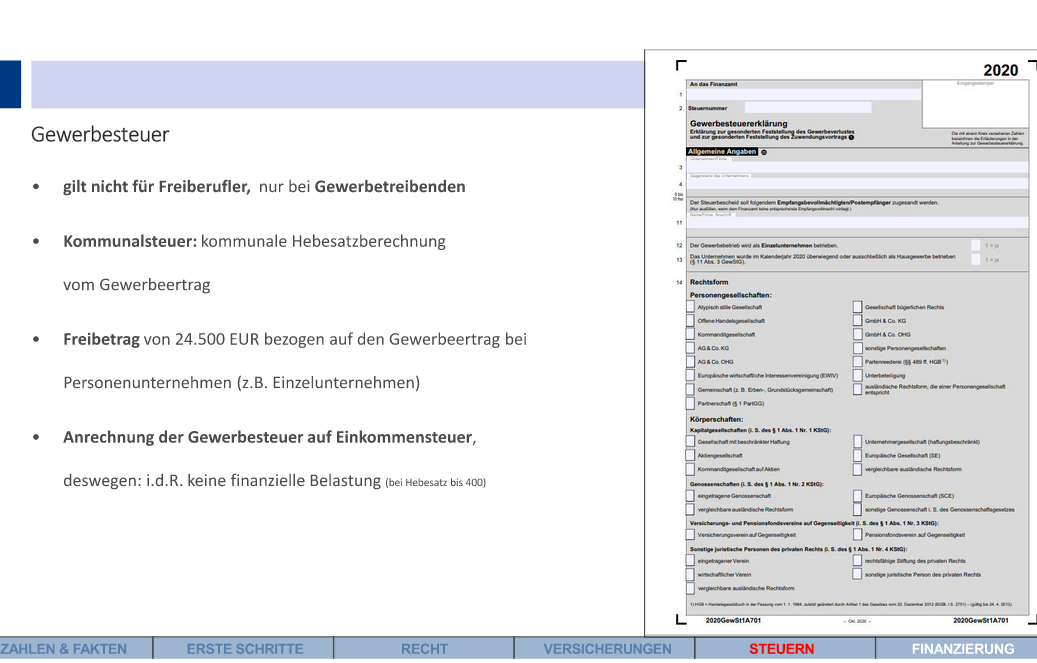 Gewerbesteuer
• gilt nicht für Freiberufler, nur bei Gewerbetreibenden
• Kommunalsteuer: kommunale Hebesatzberechnung
vom Gewerbeertrag
• Freibetrag von 24.500 EUR bezogen auf den Gewerbeertrag bei
Personenunternehmen (z.B. Einzelunternehmen)
• Anrechnung der Gewerbesteuer auf Einkommensteuer,
deswegen: i.d.R. keine finanzielle Belastung (bei Hebesatz bis 400)
2020
An das Finanzamt
Eingangsstempel
1
2 Steuernummer
Gewerbesteuererklärung
Erklärung zur gesonderten Feststellung des Gewerbeverlustes
und zur gesonderten Feststellung des Zuwendungsvortrags
Die mit einem Kreis versehenen Zahlen
bezeichnen die Erläuterungen in der
Anleitung zur Gewerbesteuererklärung.
Allgemeine Angaben
Unternehmen/Firma
3
Gegenstand des Unternehmens
4
5 bis
10 frei
Der Steuerbescheid soll folgendem Empfangsbevollmächtigten/Postempfänger zugesandt werden.
(Nur ausfüllen, wenn dem Finanzamt keine entsprechende Empfangsvollmacht vorliegt.)
Name/Firma, Anschrift
11
12 Der Gewerbebetrieb wird als Einzelunternehmen betrieben. 1 = ja
13 Das Unternehmen wurde im Kalenderjahr 2020 überwiegend oder ausschließlich als Hausgewerbe betrieben
(§ 11 Abs. 3 GewStG). 1 = ja
14 Rechtsform
Personengesellschaften:
Atypisch stille Gesellschaft Gesellschaft bügerlichen Rechts
Offene Handelsgesellschaft GmbH & Co. KG
Kommanditgesellschaft GmbH & Co. OHG
AG & Co. KG sonstige Personengesellschaften
AG & Co. OHG Partenreederei (§§ 489 ff. HGB 1))
Europäische wirtschaftliche Interessenvereinigung (EWIV) Unterbeteiligung
Gemeinschaft (z. B. Erben-, Grundstücksgemeinschaft) ausländische Rechtsform, die einer Personengesellschaft
entspricht
Partnerschaft (§ 1 PartGG)
Körperschaften:
Kapitalgesellschaften (i. S. des § 1 Abs. 1 Nr. 1 KStG):
Gesellschaft mit beschränkter Haftung Unternehmergesellschaft (haftungsbeschränkt)
Aktiengesellschaft Europäische Gesellschaft (SE)
Kommanditgesellschaft auf Aktien vergleichbare ausländische Rechtsform
Genossenschaften (i. S. des § 1 Abs. 1 Nr. 2 KStG):
eingetragene Genossenschaft Europäische Genossenschaft (SCE)
vergleichbare ausländische Rechtsform sonstige Genossenschaft i. S. des Genossenschaftsgesetzes
Versicherungs- und Pensionsfondsvereine auf Gegenseitigkeit (i. S. des § 1 Abs. 1 Nr. 3 KStG):
Versicherungsverein auf Gegenseitigkeit Pensionsfondsverein auf Gegenseitigkeit
Sonstige juristische Personen des privaten Rechts (i. S. des § 1 Abs. 1 Nr. 4 KStG):
eingetragener Verein rechtsfähige Stiftung des privaten Rechts
wirtschaftlicher Verein sonstige juristische Person des privaten Rechts
vergleichbare ausländische Rechtsform
1) HGB = Handelsgesetzbuch in der Fassung vom 1. 1. 1964, zuletzt geändert durch Artikel 1 des Gesetzes vom 20. Dezember 2012 (BGBl. I S. 2751) – (gültig bis 24. 4. 2013).
2020GewSt1A701 – Okt. 2020 – 2020GewSt1A701
ZAHLEN & FAKTEN ERSTE SCHRITTE RECHT VERSICHERUNGEN STEUERN FINANZIERUNG